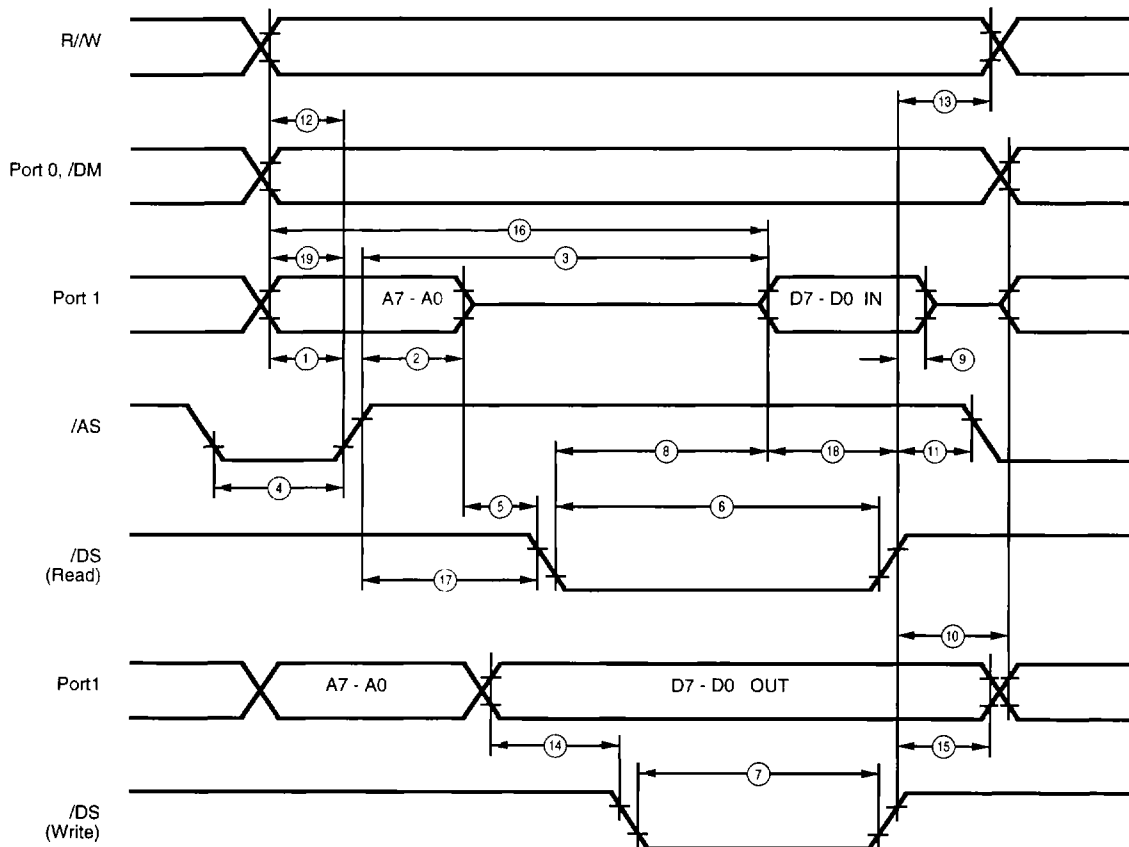 R//W
13
12
Port 0, /DM
16
19
3
Port 1
A7 - A0
D7 - D0 IN
1
2
9
/AS
8
18
11
4
5
6
/DS
(Read)
17
10
Port1
A7 - A0
D7 - D0 OUT
14
15
7
/DS
(Write)